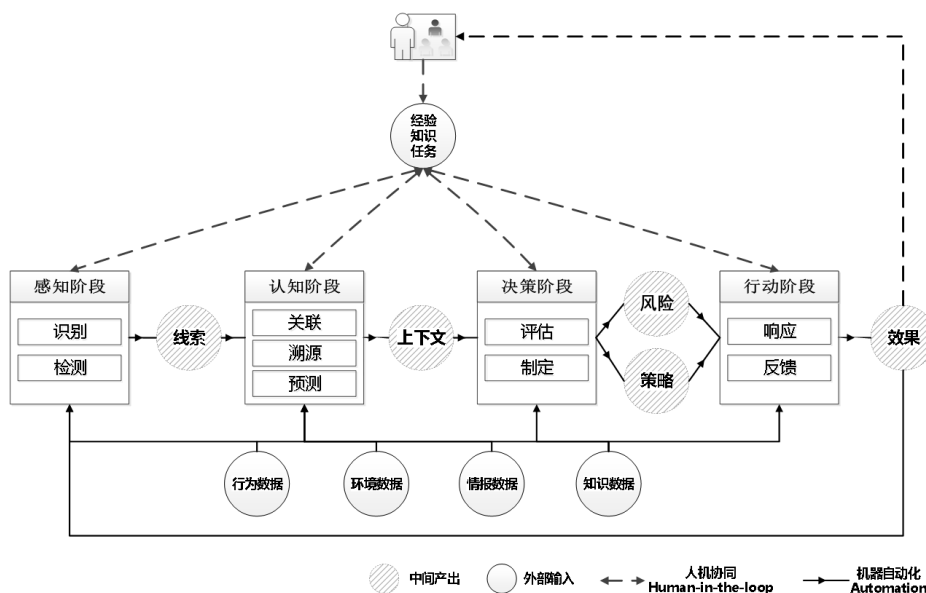 经验
知识
任务
感知阶段
识别
检测
线索
认知阶段
关联
溯源
预测
上下文
决策阶段
评估
制定
风险
策略
行动阶段
响应
反馈
效果
行为数据
环境数据
情报数据
知识数据
中间产出
外部输入
人机协同
Human-in-the-loop
机器自动化
Automation